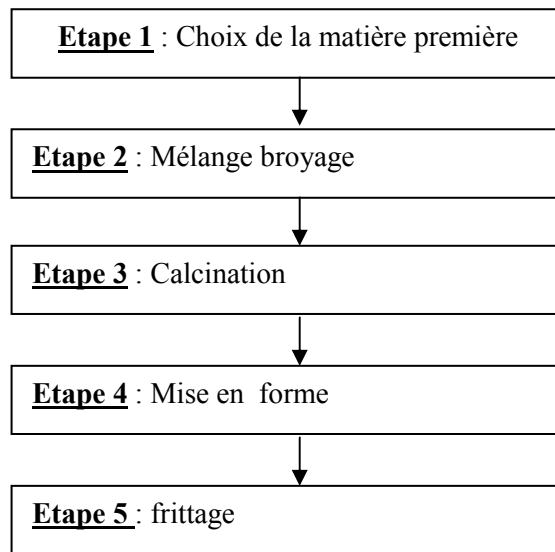 Etape 1 : Choix de la matière première
Etape 2 : Mélange broyage
Etape 3 : Calcination
Etape 4 : Mise en forme
Etape 5 : frittage